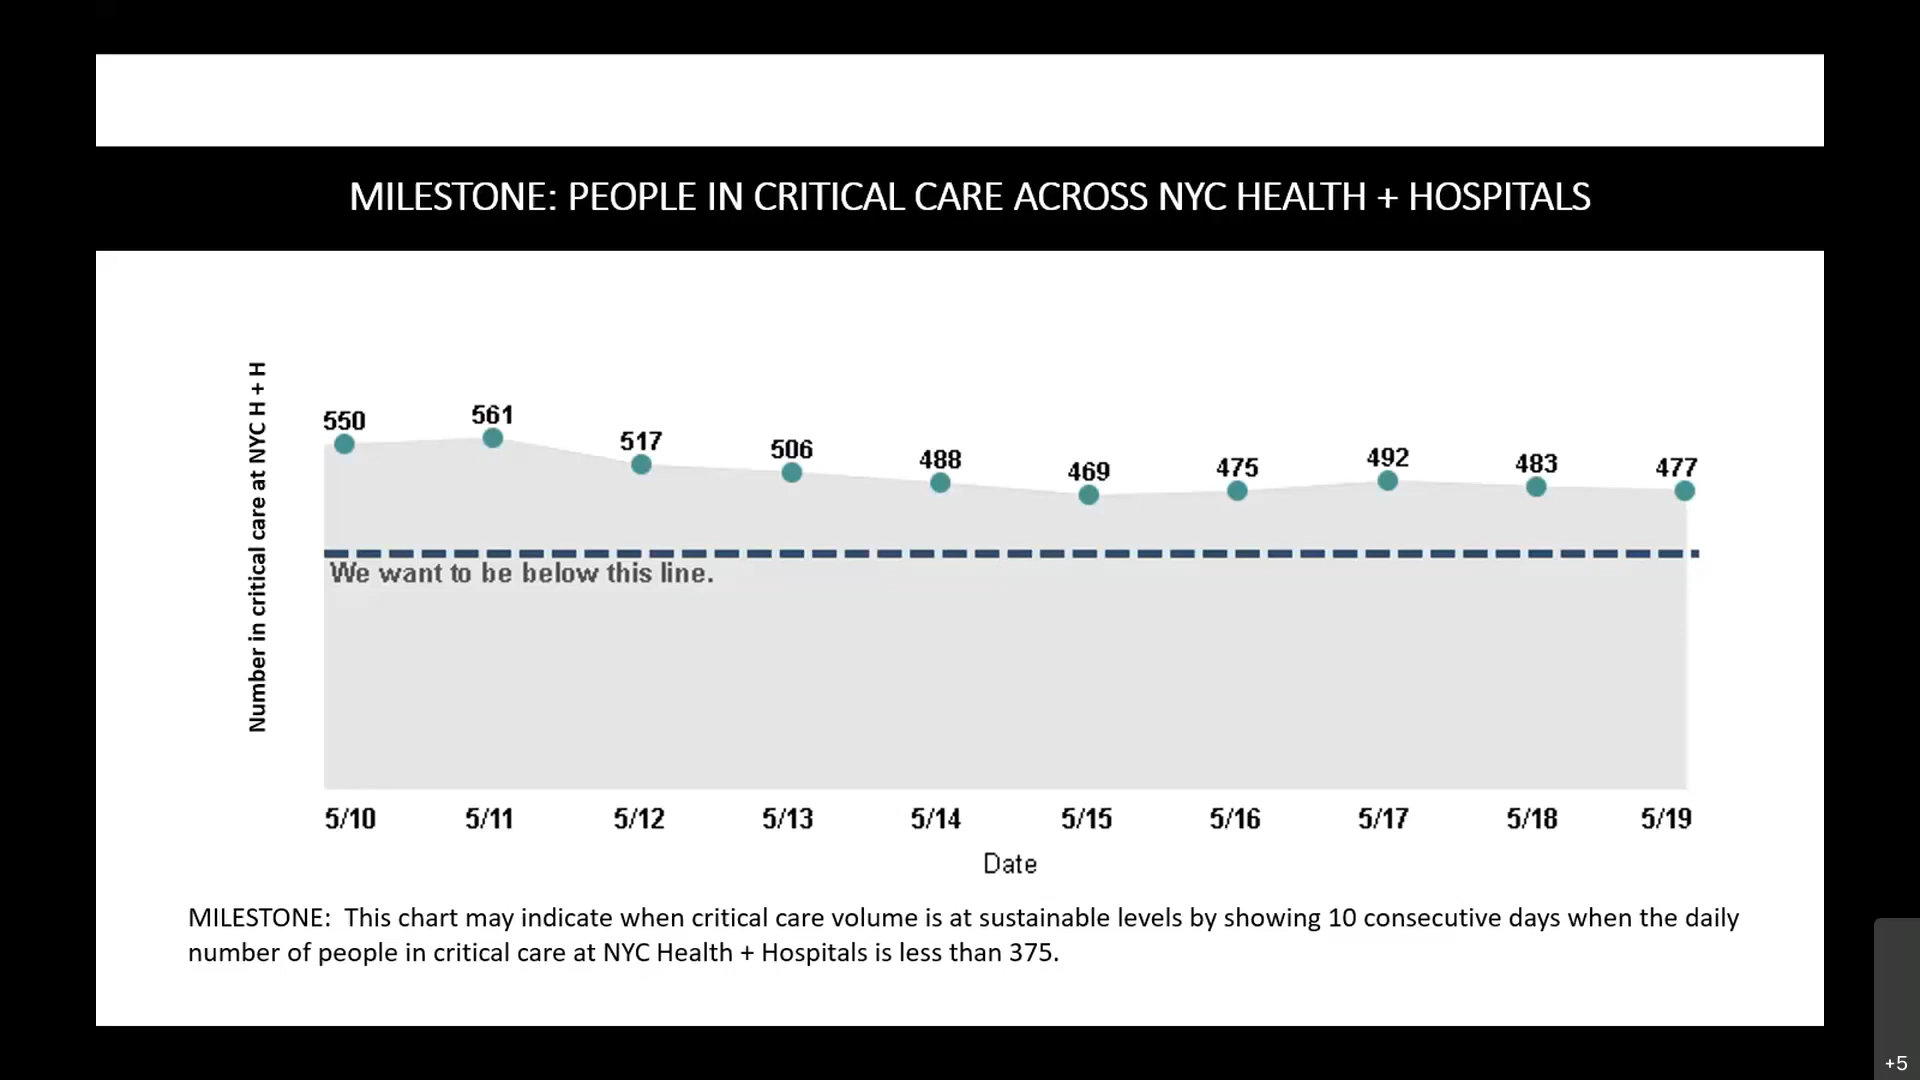 MILESTONE: PEOPLE IN CRITICAL CARE ACROSS NYC HEALTH + HOSPITALS
Number in critical care at NYC H + H
550
561
517
506
488
469
475
492
483
477
We want to be below this line.
5/10 5/11 5/12 5/13 5/14 5/15 5/16 5/17 5/18 5/19
Date
MILESTONE: This chart may indicate when critical care volume is at sustainable levels by showing 10 consecutive days when the daily
number of people in critical care at NYC Health + Hospitals is less than 375.
+5